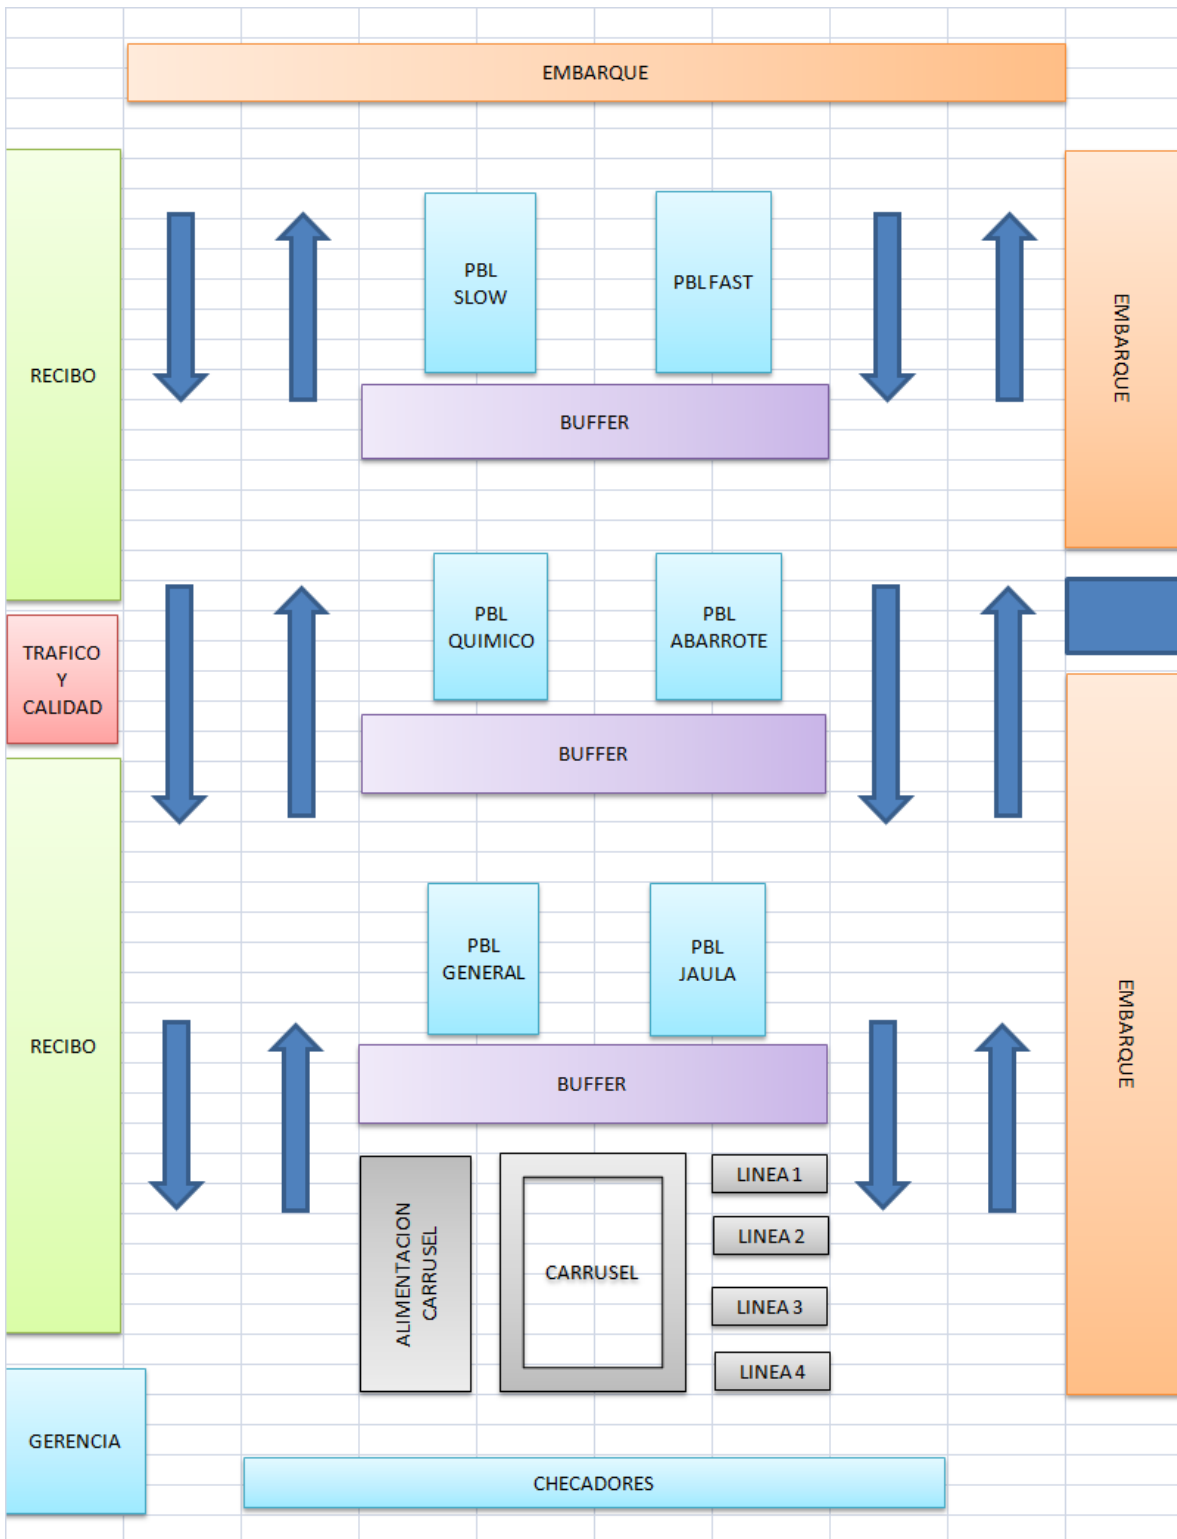 EMBARQUE
RECIBO
PBL
SLOW
PBL FAST
EMBARQUE
BUFFER
TRAFICO
Y
CALIDAD
PBL
QUIMICO
PBL
ABARROTE
BUFFER
RECIBO
PBL
GENERAL
PBL
JAULA
EMBARQUE
BUFFER
ALIMENTACION
CARRUSEL
CARRUSEL
LINEA 1
LINEA 2
LINEA 3
LINEA 4
GERENCIA
CHECADORES